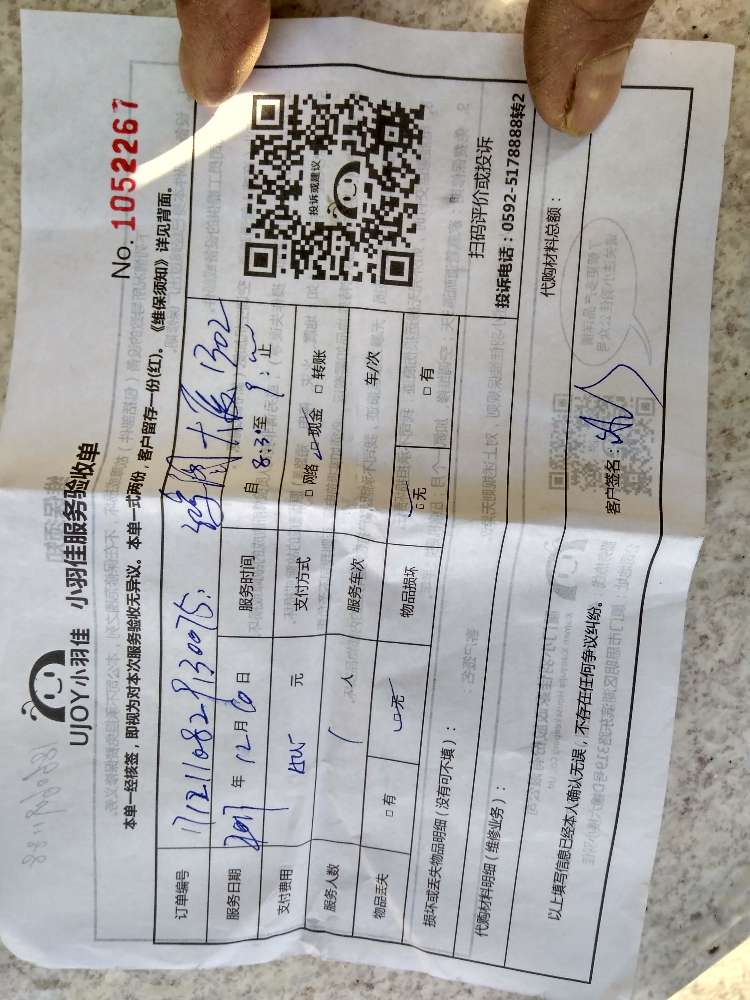 UJOY小羽佳 小羽佳服务验收单
No. 1052267
本单一经核签，即视为对本次服务验收无异议。本单一式两份，客户留存一份(红)。《维保须知》详见背面。
订单编号
大厦 1302
服务日期 2017 年 12 月 日 服务时间 自 8:3 至 9: 止
支付费用 元 支付方式 □网络 □现金 □转账
服务人数 1 人 服务车次 车/次
物品丢失 □有 □无 物品损坏 □无 □有
投诉或建议
扫码评价或投诉
投诉电话：0592-5178888转2
损坏或丢失物品明细（没有可不填）：
代购材料明细（维修业务）： 代购材料总额：
以上填写信息已经本人确认无误，不存在任何争议纠纷。 客户签名：